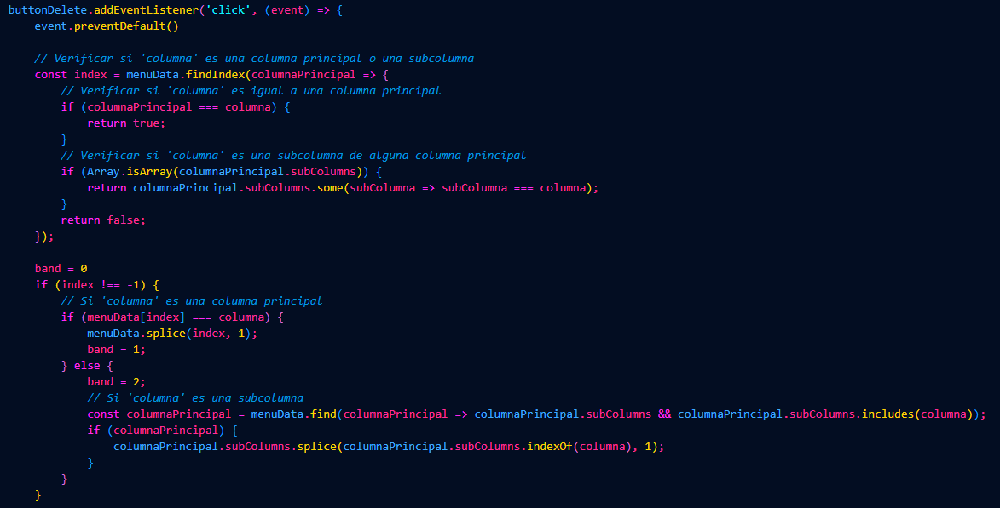 buttonDelete.addEventListener('click', (event) => {
    event.preventDefault()

    // Verificar si 'columna' es una columna principal o una subcolumna
    const index = menuData.findIndex(columnaPrincipal => {
        // Verificar si 'columna' es igual a una columna principal
        if (columnaPrincipal === columna) {
            return true;
        }
        // Verificar si 'columna' es una subcolumna de alguna columna principal
        if (Array.isArray(columnaPrincipal.subColumns)) {
            return columnaPrincipal.subColumns.some(subColumna => subColumna === columna);
        }
        return false;
    });

    band = 0
    if (index !== -1) {
        // Si 'columna' es una columna principal
        if (menuData[index] === columna) {
            menuData.splice(index, 1);
            band = 1;
        } else {
            band = 2;
            // Si 'columna' es una subcolumna
            const columnaPrincipal = menuData.find(columnaPrincipal => columnaPrincipal.subColumns && columnaPrincipal.subColumns.includes(columna));
            if (columnaPrincipal) {
                columnaPrincipal.subColumns.splice(columnaPrincipal.subColumns.indexOf(columna), 1);
            }
        }
    }